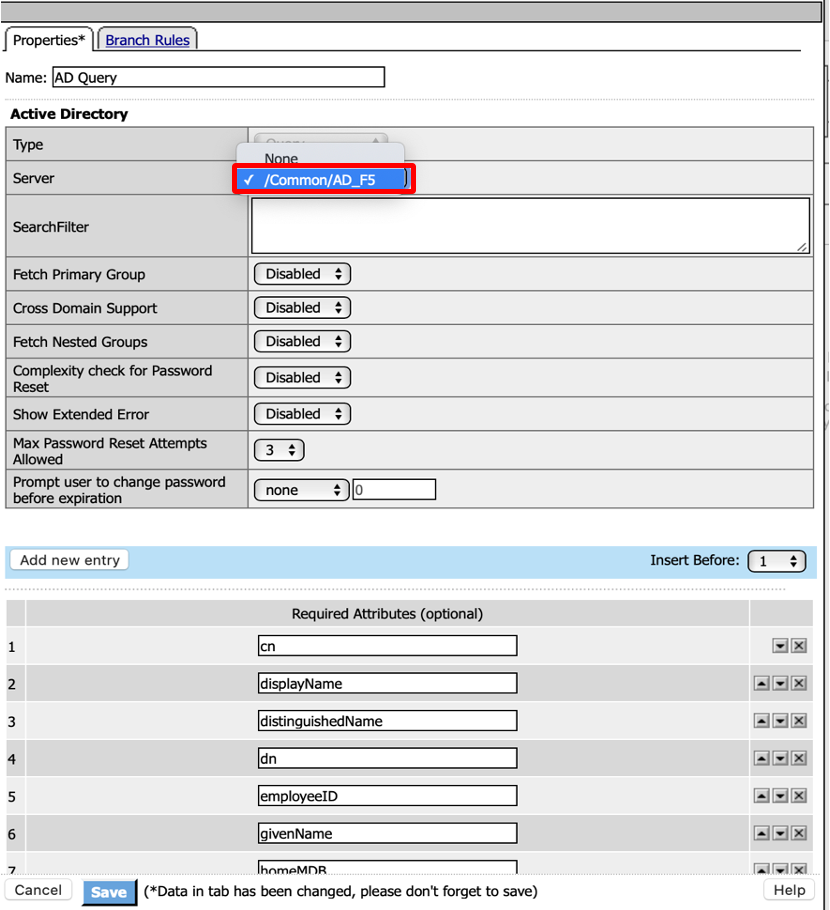 Properties* Branch Rules
Name: AD Query
Active Directory
Type
None
Server ✓ /Common/AD_F5
SearchFilter
Fetch Primary Group Disabled
Cross Domain Support Disabled
Fetch Nested Groups Disabled
Complexity check for Password
Reset Disabled
Show Extended Error Disabled
Max Password Reset Attempts
Allowed 3
Prompt user to change password
before expiration none 0
Add new entry Insert Before: 1
Required Attributes (optional)
1 cn
2 displayName
3 distinguishedName
4 dn
5 employeeID
6 givenName
7 homeMDB
Cancel Save (*Data in tab has been changed, please don't forget to save) Help